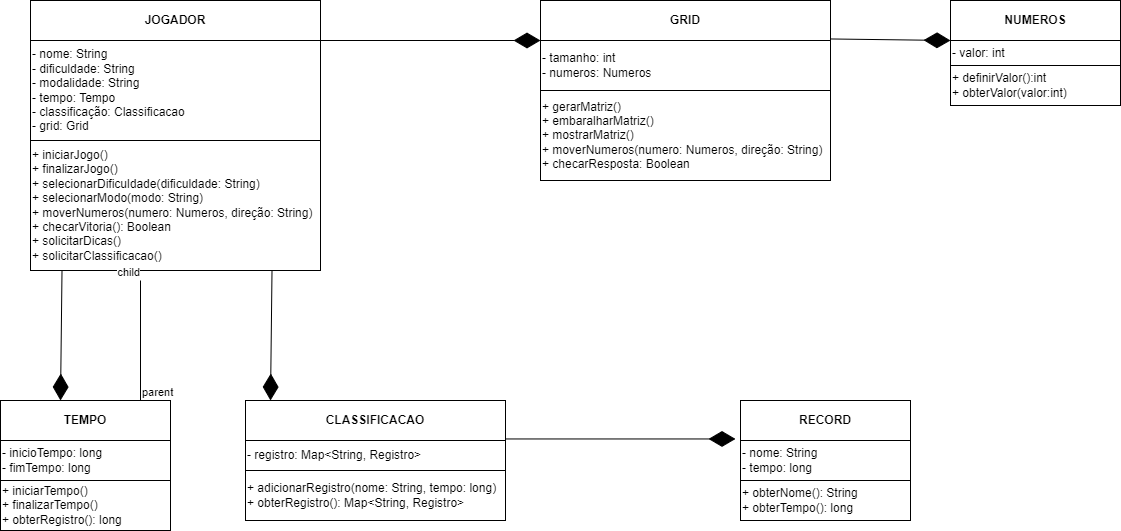 JOGADOR
- nome: String
- dificuldade: String
- modalidade: String
- tempo: Tempo
- classificação: Classificacao
- grid: Grid
+ iniciarJogo()
+ finalizarJogo()
+ selecionarDificuldade(dificuldade: String)
+ selecionarModo(modo: String)
+ moverNumeros(numero: Numeros, direção: String)
+ checarVitoria(): Boolean
+ solicitarDicas()
+ solicitarClassificacao()
GRID
- tamanho: int
- numeros: Numeros
+ gerarMatriz()
+ embaralharMatriz()
+ mostrarMatriz()
+ moverNumeros(numero: Numeros, direção: String)
+ checarResposta: Boolean
NUMEROS
- valor: int
+ definirValor():int
+ obterValor(valor:int)
child
parent
TEMPO
- inicioTempo: long
- fimTempo: long
+ iniciarTempo()
+ finalizarTempo()
+ obterRegistro(): long
CLASSIFICACAO
- registro: Map<String, Registro>
+ adicionarRegistro(nome: String, tempo: long)
+ obterRegistro(): Map<String, Registro>
RECORD
- nome: String
- tempo: long
+ obterNome(): String
+ obterTempo(): long